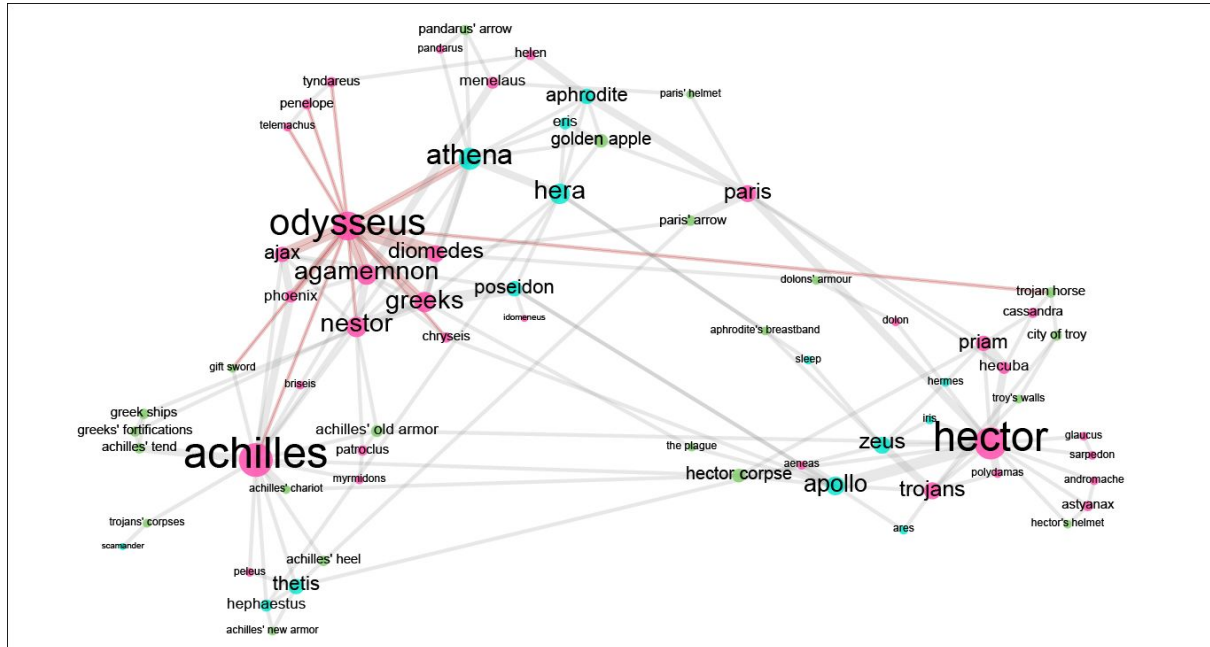 pandarus' arrow
pandarus
helen
tyndareus
menelaus
aphrodite
paris' helmet
penelope
telemachus
eris
golden apple
athena
hera
paris
odysseus
paris' arrow
ajax
diomedes
agamemnon
poseidon
dolons' armour
trojan horse
phoenix
greeks
cassandra
idomeneus
dolon
nestor
chryseis
aphrodite's breastband
city of troy
priam
sleep
hecuba
gift sword
briseis
hermes
troy's walls
greek ships
iris
greeks' fortifications
achilles' old armor
glaucus
achilles' tend
patroclus
the plague
zeus
hector
achilles
aeneas
sarpedon
hector corpse
polydamas
myrmidons
andromache
achilles' chariot
apollo
trojans
astyanax
trojans' corpses
hector's helmet
ares
scamander
achilles' heel
peleus
thetis
hephaestus
achilles' new armor